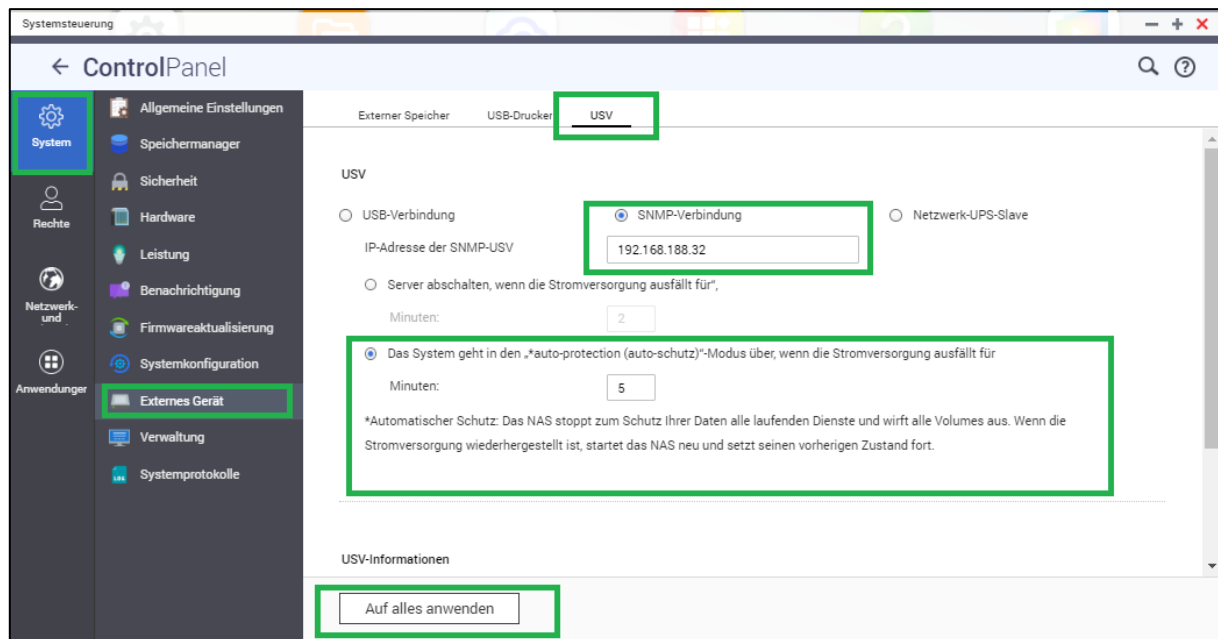 Systemsteuerung
ControlPanel
System
Rechte
Netzwerk-
und
Anwendunger
Allgemeine Einstellungen
Speichermanager
Sicherheit
Hardware
Leistung
Benachrichtigung
Firmwareaktualisierung
Systemkonfiguration
Externes Gerät
Verwaltung
Systemprotokolle
Externer Speicher USB-Drucker USV
USV
USB-Verbindung SNMP-Verbindung Netzwerk-UPS-Slave
IP-Adresse der SNMP-USV 192.168.188.32
Server abschalten, wenn die Stromversorgung ausfällt für",
Minuten: 2
Das System geht in den „*auto-protection (auto-schutz)"-Modus über, wenn die Stromversorgung ausfällt für
Minuten: 5
*Automatischer Schutz: Das NAS stoppt zum Schutz Ihrer Daten alle laufenden Dienste und wirft alle Volumes aus. Wenn die
Stromversorgung wiederhergestellt ist, startet das NAS neu und setzt seinen vorherigen Zustand fort.
USV-Informationen
Auf alles anwenden